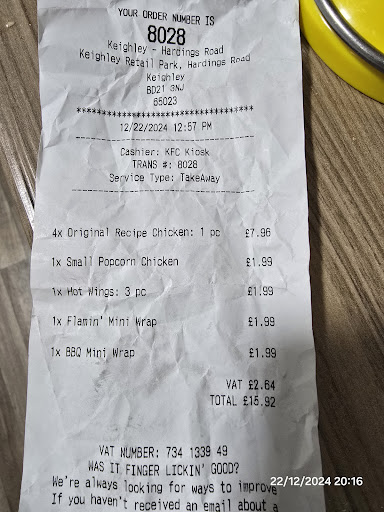 YOUR ORDER NUMBER IS
8028
Keighley - Hardings Road
Keighley Retail Park, Hardings Road
Keighley
BD21 3NJ
65023
***********************************
12/22/2024 12:57 PM
-----------------------------------
Cashier: KFC Kiosk
TRANS #: 8028
Service Type: TakeAway
-----------------------------------
4x Original Recipe Chicken: 1 pc £7.96
1x Small Popcorn Chicken £1.99
1x Hot Wings: 3 pc £1.99
1x Flamin' Mini Wrap £1.99
1x BBQ Mini Wrap £1.99
VAT £2.64
TOTAL £15.92
VAT NUMBER: 734 1339 49
WAS IT FINGER LICKIN' GOOD?
We're always looking for ways to improve
If you haven't received an email about a
22/12/2024 20:16